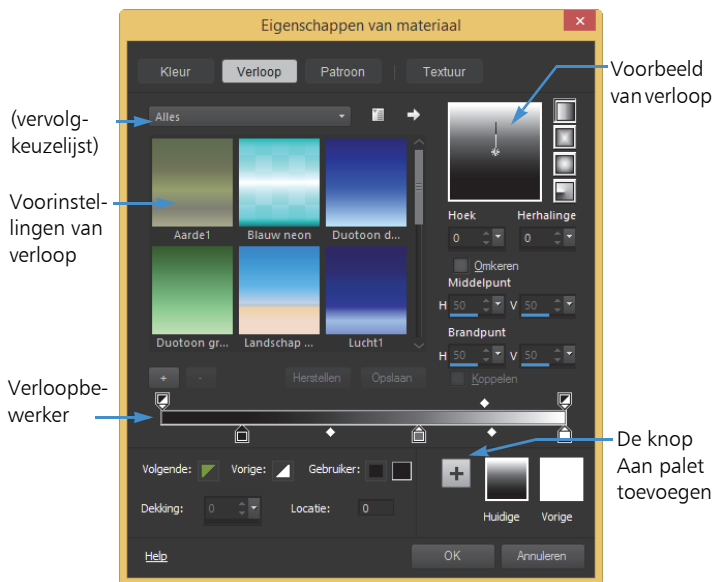 Eigenschappen van materiaal
Kleur Verloop Patroon Textuur
Voorbeeld
van verloop
(vervolg-
keuzelijst)
Alles
Voorinstel-
lingen van
verloop
Aarde1 Blauw neon Duotoon d...
Duotoon gr... Landschap ... Lucht1
Hoek Herhalinge
0 0
Omkeren
Middelpunt
H 50 V 50
Brandpunt
H 50 V 50
Koppelen
+ - Herstellen Opslaan
Verloopbe-
werker
De knop
Aan palet
toevoegen
Volgende: Vorige: Gebruiker:
Dekking: 0 Locatie: 0
+
Huidige Vorige
Help OK Annuleren